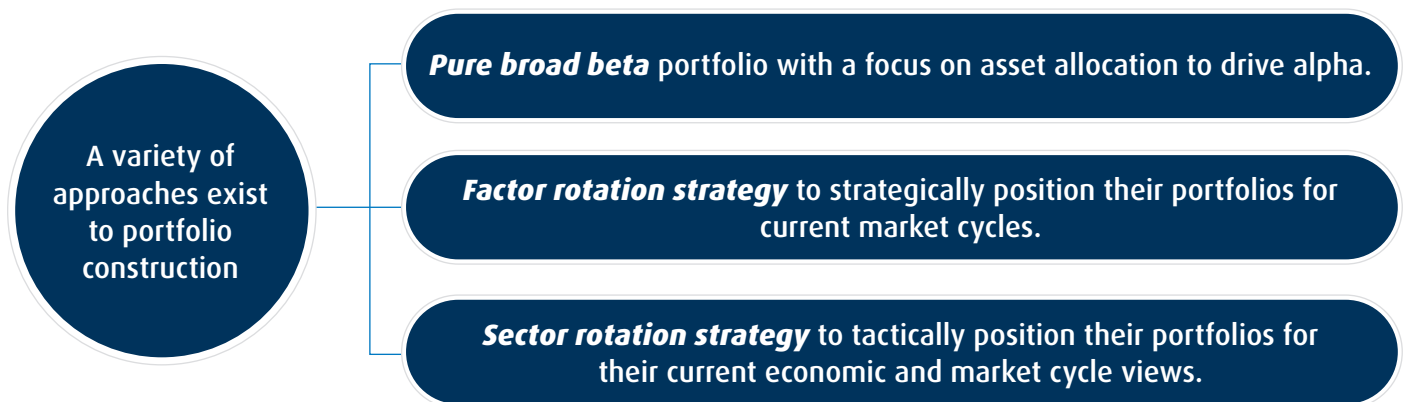 A variety of
approaches exist
to portfolio
construction
Pure broad beta portfolio with a focus on asset allocation to drive alpha.
Factor rotation strategy to strategically position their portfolios for
current market cycles.
Sector rotation strategy to tactically position their portfolios for
their current economic and market cycle views.